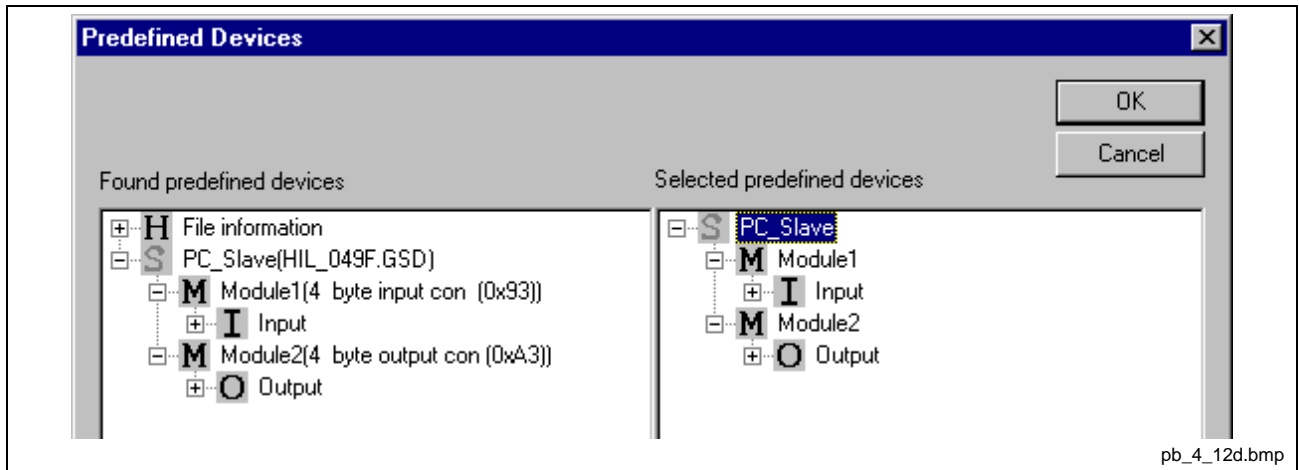 Predefined Devices
OK
Cancel
Found predefined devices
Selected predefined devices
H File information
S PC_Slave(HIL_049F.GSD)
M Module1(4 byte input con (0x93))
I Input
M Module2(4 byte output con (0xA3))
O Output
S PC_Slave
M Module1
I Input
M Module2
O Output
pb_4_12d.bmp